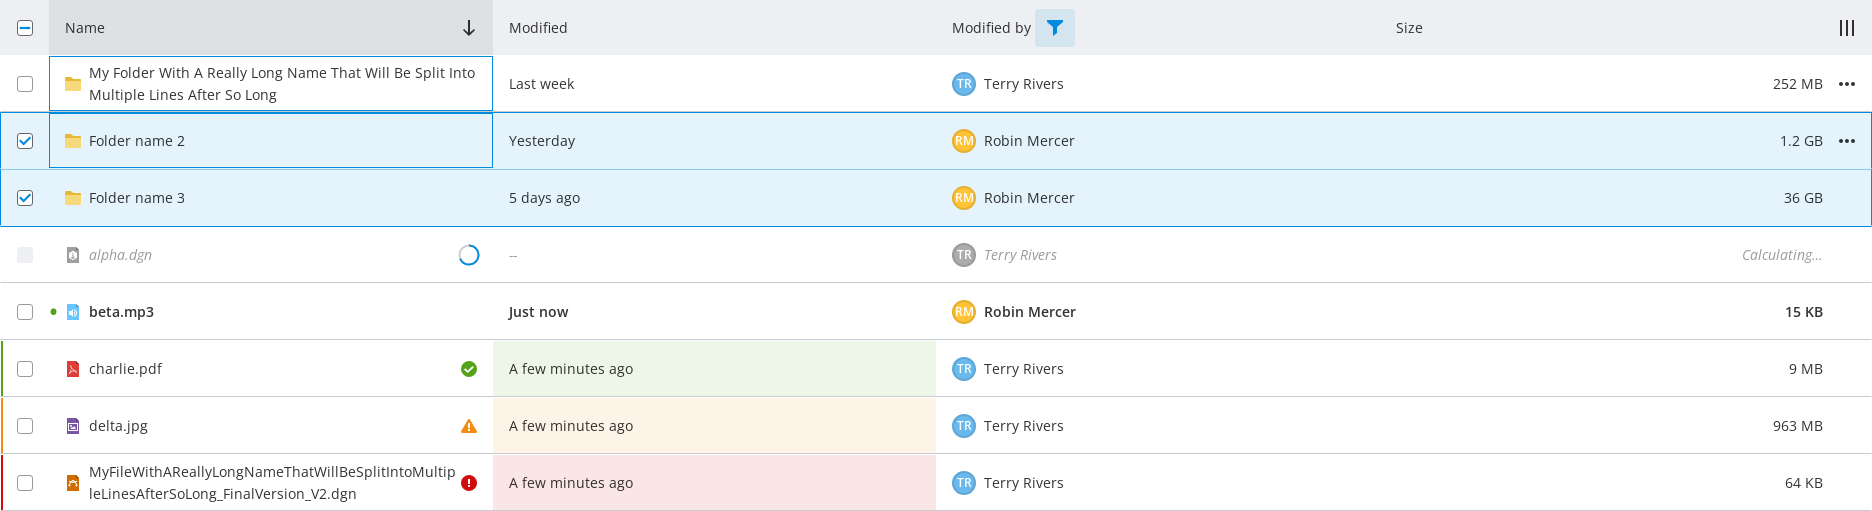 Name Modified Modified by Size
My Folder With A Really Long Name That Will Be Split Into
Multiple Lines After So Long
Last week TR Terry Rivers 252 MB
Folder name 2 Yesterday RM Robin Mercer 1.2 GB
Folder name 3 5 days ago RM Robin Mercer 36 GB
alpha.dgn -- TR Terry Rivers Calculating...
beta.mp3 Just now RM Robin Mercer 15 KB
charlie.pdf A few minutes ago TR Terry Rivers 9 MB
delta.jpg A few minutes ago TR Terry Rivers 963 MB
MyFileWithAReallyLongNameThatWillBeSplitIntoMultip
leLinesAfterSoLong_FinalVersion_V2.dgn
A few minutes ago TR Terry Rivers 64 KB